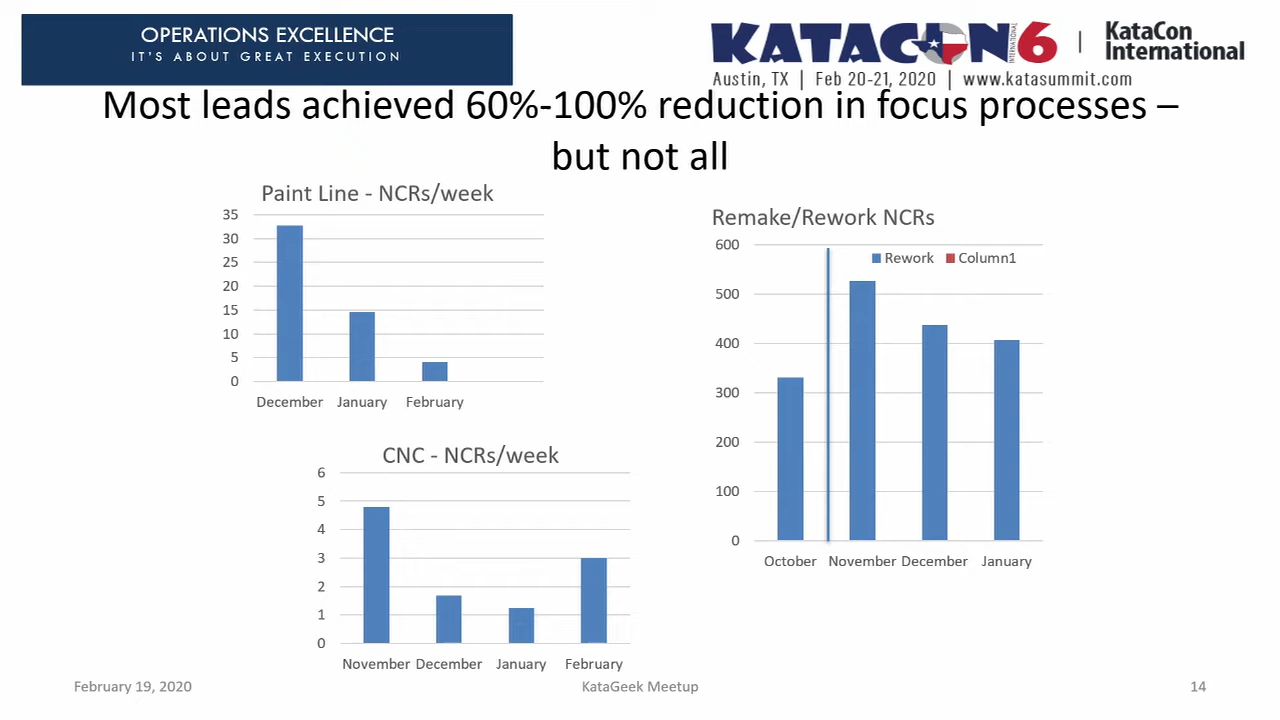 OPERATIONS EXCELLENCE
IT'S ABOUT GREAT EXECUTION
KATACON INTERNATIONAL 6 | KataCon
International
Austin, TX | Feb 20-21, 2020 | www.katasummit.com
Most leads achieved 60%-100% reduction in focus processes –
but not all
Paint Line - NCRs/week
35
30
25
20
15
10
5
0
December January February
CNC - NCRs/week
6
5
4
3
2
1
0
November December January February
Remake/Rework NCRs
600
500
400
300
200
100
0
Rework Column1
October November December January
February 19, 2020
KataGeek Meetup
14